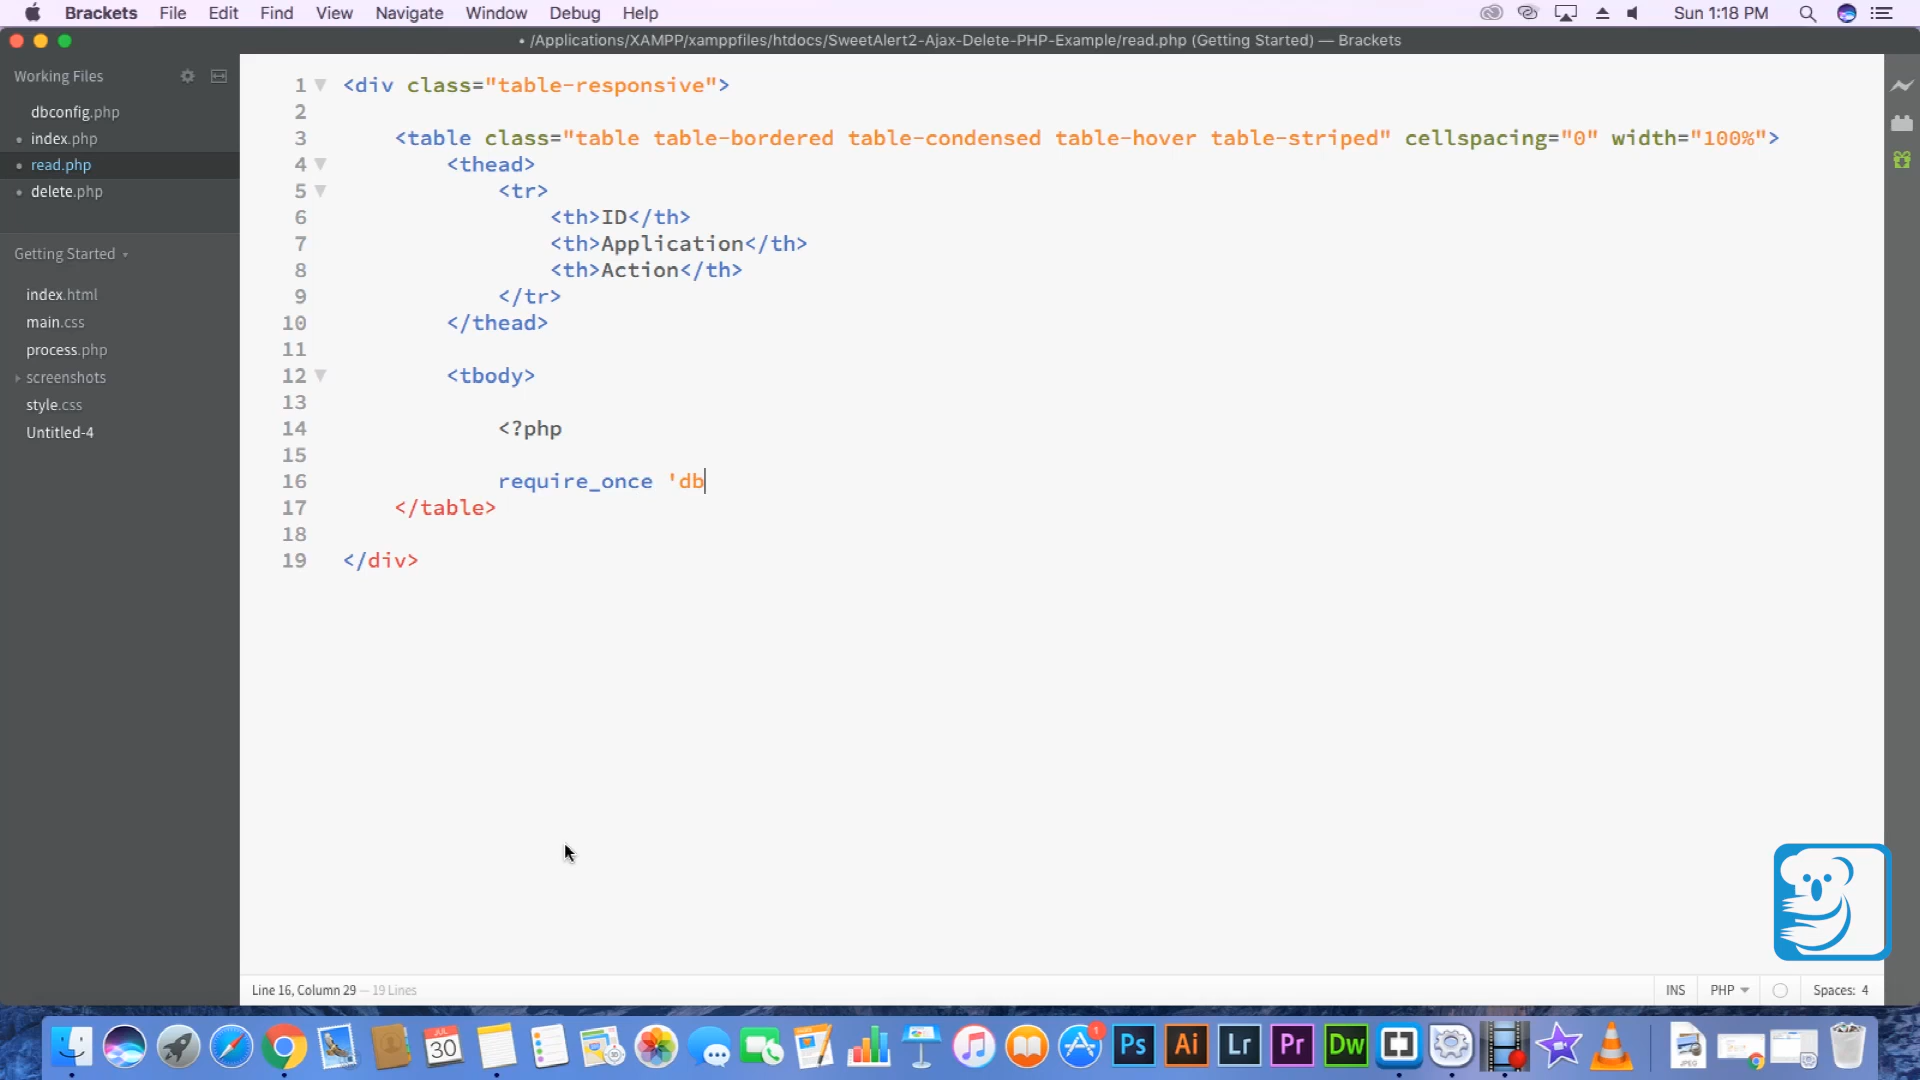 Brackets File Edit Find View Navigate Window Debug Help Sun 1:18 PM
• /Applications/XAMPP/xamppfiles/htdocs/SweetAlert2-Ajax-Delete-PHP-Example/read.php (Getting Started) — Brackets
Working Files
dbconfig.php
• index.php
• read.php
• delete.php
Getting Started
index.html
main.css
process.php
screenshots
style.css
Untitled-4
1 <div class="table-responsive">
2
3 <table class="table table-bordered table-condensed table-hover table-striped" cellspacing="0" width="100%">
4 <thead>
5 <tr>
6 <th>ID</th>
7 <th>Application</th>
8 <th>Action</th>
9 </tr>
10 </thead>
11
12 <tbody>
13
14 <?php
15
16 require_once 'db
17 </table>
18
19 </div>
Line 16, Column 29 — 19 Lines
INS PHP Spaces: 4
JUL
30
1
Ps Ai Lr Pr Dw
JPEG